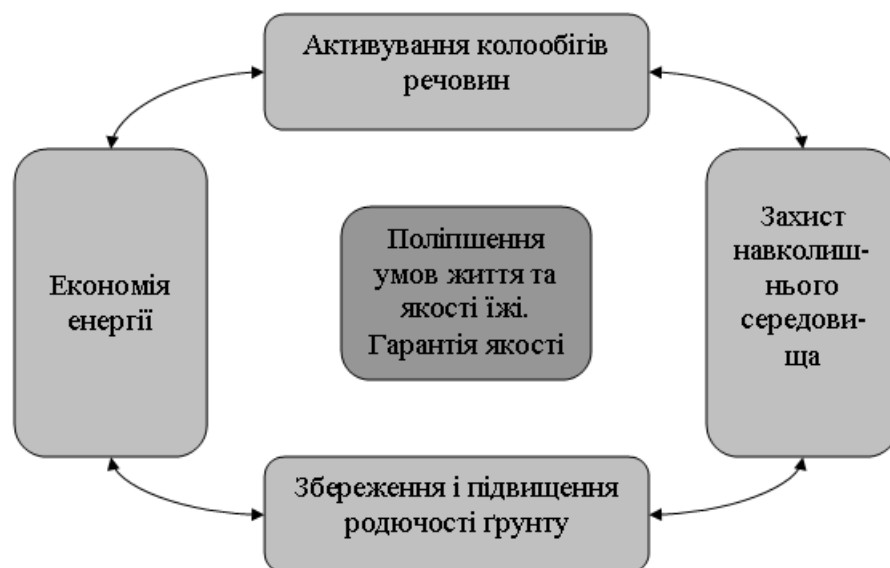 Активування колообігів
речовин
Економія
енергії
Поліпшення
умов життя та
якості їжі.
Гарантія якості
Захист
навколиш-
нього
середови-
ща
Збереження і підвищення
родючості ґрунту